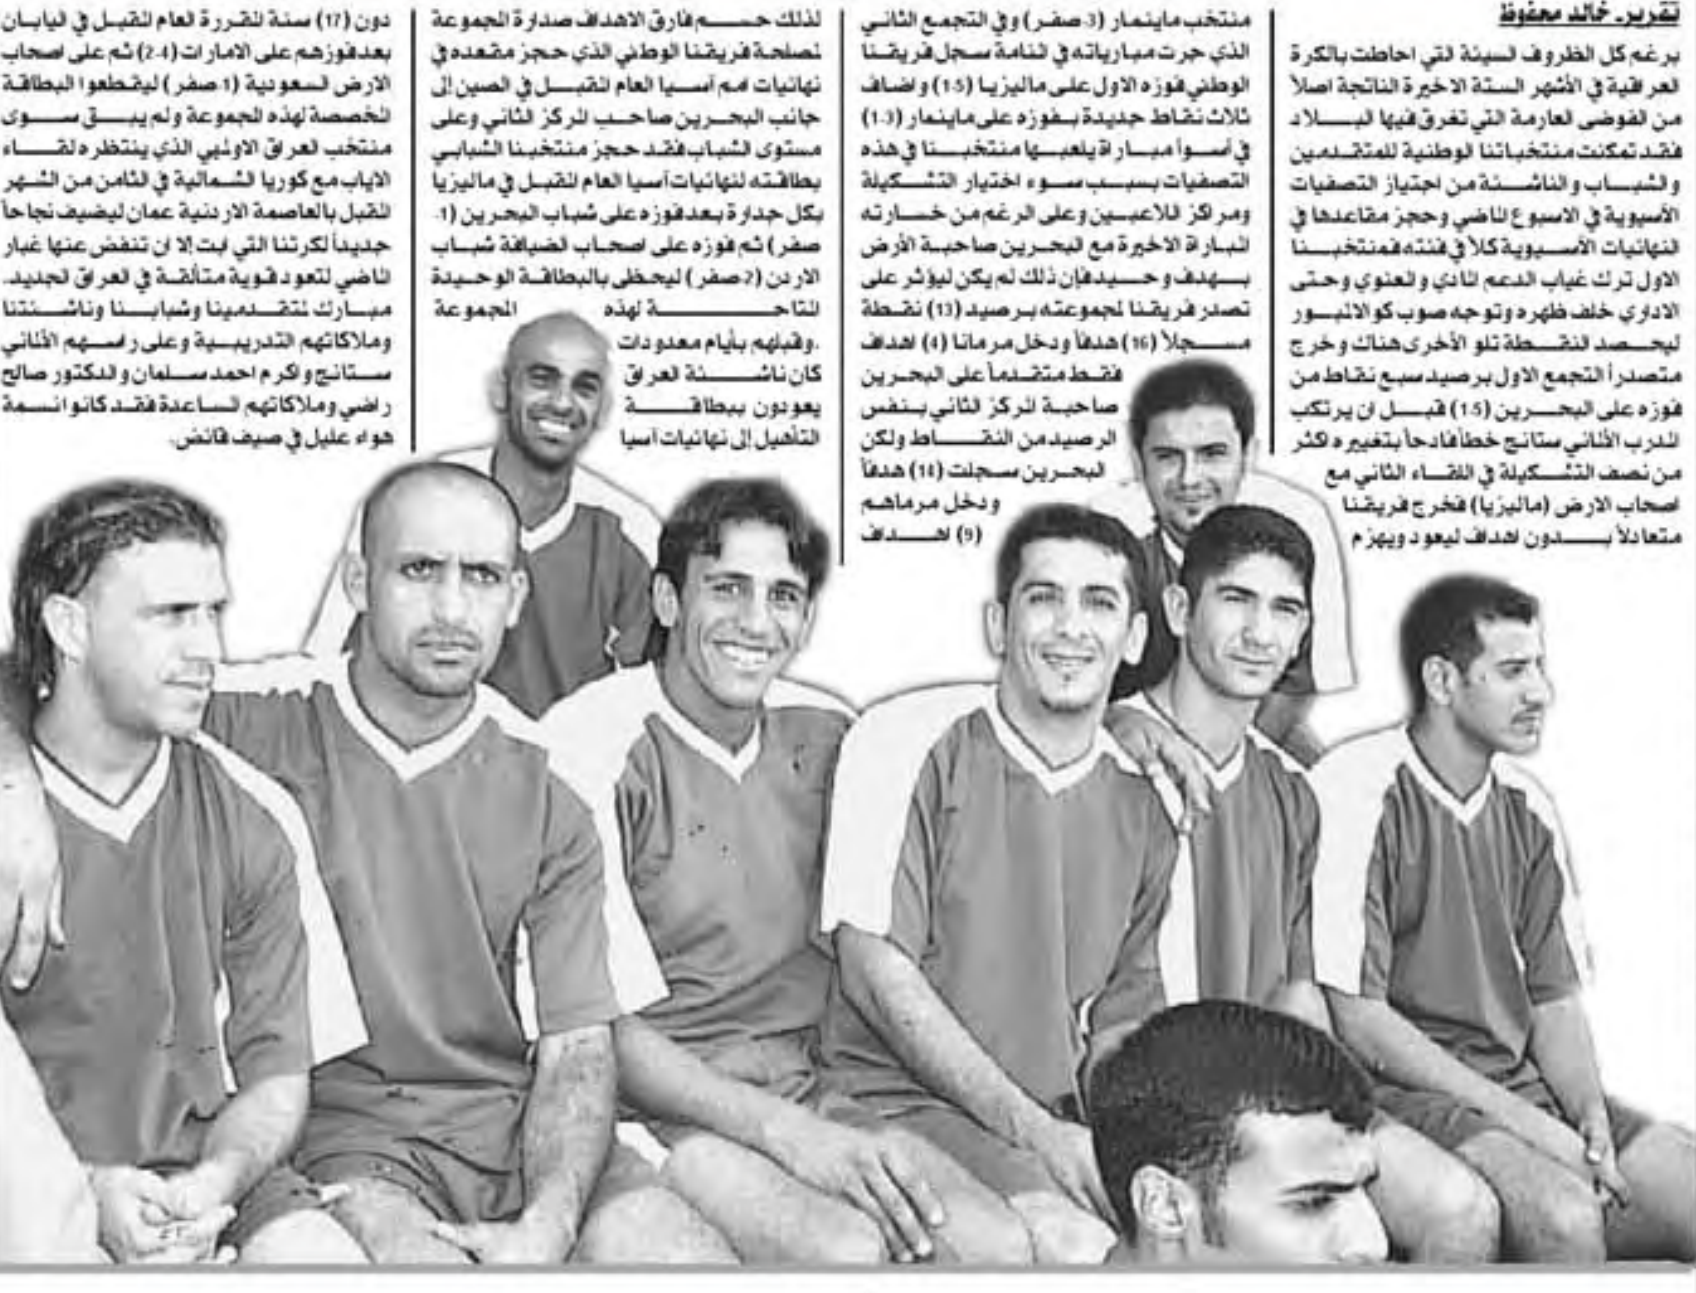 تقرير. خالد محفوظ
برغم كل الظروف السيئة التي احاطت بالكرة
العراقية في الأشهر الستة الاخيرة الناتجة اصلاً
من الفوضى العارمة التي تغرق فيها البلاد
فقد تمكنت منتخباتنا الوطنية للمتقدمين
والشباب والناشئة من اجتياز التصفيات
الآسيوية في الاسبوع الماضي وحجز مقاعدها في
النهائيات الآسيوية كلاً في فئته فمنتخبنا
الاول ترك غياب الدعم المادي والمعنوي وحتى
الاداري خلف ظهره وتوجه صوب كوالالمبور
ليحصد النقطة تلو الأخرى هناك وخرج
متصدراً التجمع الاول برصيد سبع نقاط من
فوزه على البحرين (1-5) قبل ان يرتكب
المدرب الألماني ستانج خطأ فادحاً بتغييره اكثر
من نصف التشكيلة في اللقاء الثاني مع
اصحاب الارض (ماليزيا) فخرج فريقنا
متعادلاً بدون اهداف ليعود ويهزم
منتخب ماينمار (3-صفر) وفي التجمع الثاني
الذي جرت مبارياته في المنامة سجل فريقنا
الوطني فوزه الاول على ماليزيا (1-5) واضاف
ثلاث نقاط جديدة بفوزه على ماينمار (1-3)
في أسوأ مباراة يلعبها منتخبنا في هذه
التصفيات بسبب سوء اختيار التشكيلة
ومراكز اللاعبين وعلى الرغم من خسارته
المباراة الاخيرة مع البحرين صاحبة الأرض
بهدف وحيد فإن ذلك لم يكن ليؤثر على
تصدر فريقنا لمجموعته برصيد (13) نقطة
مسجلاً (16) هدفاً ودخل مرمانا (4) اهداف
فقط متقدماً على البحرين
صاحبة المركز الثاني بنفس
الرصيد من النقاط ولكن
البحرين سجلت (14) هدفاً
ودخل مرماهم
(9) اهداف
لذلك حسم فارق الاهداف صدارة المجموعة
لمصلحة فريقنا الوطني الذي حجز مقعده في
نهائيات امم آسيا العام المقبل في الصين إلى
جانب البحرين صاحب المركز الثاني وعلى
مستوى الشباب فقد حجز منتخبنا الشبابي
بطاقته لنهائيات آسيا العام المقبل في ماليزيا
بكل جدارة بعد فوزه على شباب البحرين (1-
صفر) ثم فوزه على اصحاب الضيافة شباب
الاردن (2-صفر) ليحظى بالبطاقة الوحيدة
المتاحة لهذه المجموعة
.وقبلهم بأيام معدودات
كان ناشئة العراق
يعودون ببطاقة
التأهيل إلى نهائيات آسيا
دون (17) سنة المقررة العام المقبل في اليابان
بعد فوزهم على الامارات (4-2) ثم على اصحاب
الارض السعودية (1-صفر) ليقطعوا البطاقة
المخصصة لهذه المجموعة ولم يبق سوى
منتخب العراق الاولمبي الذي ينتظره لقاء
الاياب مع كوريا الشمالية في الثامن من الشهر
المقبل بالعاصمة الاردنية عمان ليضيف نجاحاً
جديداً لكرتنا التي ابت إلا ان تنفض عنها غبار
الماضي لتعود قوية متألقة في العراق الجديد.
مبارك لمتقدمينا وشبابنا وناشئتنا
وملاكاتهم التدريبية وعلى راسهم الألماني
ستانج واكرم احمد سلمان والدكتور صالح
راضي وملاكاتهم المساعدة فقد كانوا نسمة
هواء عليل في صيف قائض.